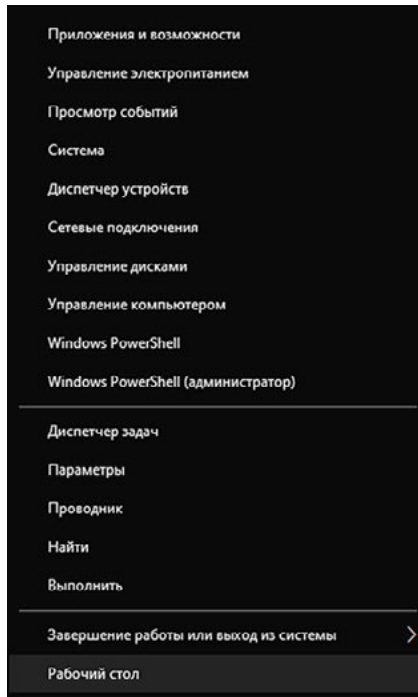 Приложения и возможности
Управление электропитанием
Просмотр событий
Система
Диспетчер устройств
Сетевые подключения
Управление дисками
Управление компьютером
Windows PowerShell
Windows PowerShell (администратор)
Диспетчер задач
Параметры
Проводник
Найти
Выполнить
Завершение работы или выход из системы
Рабочий стол